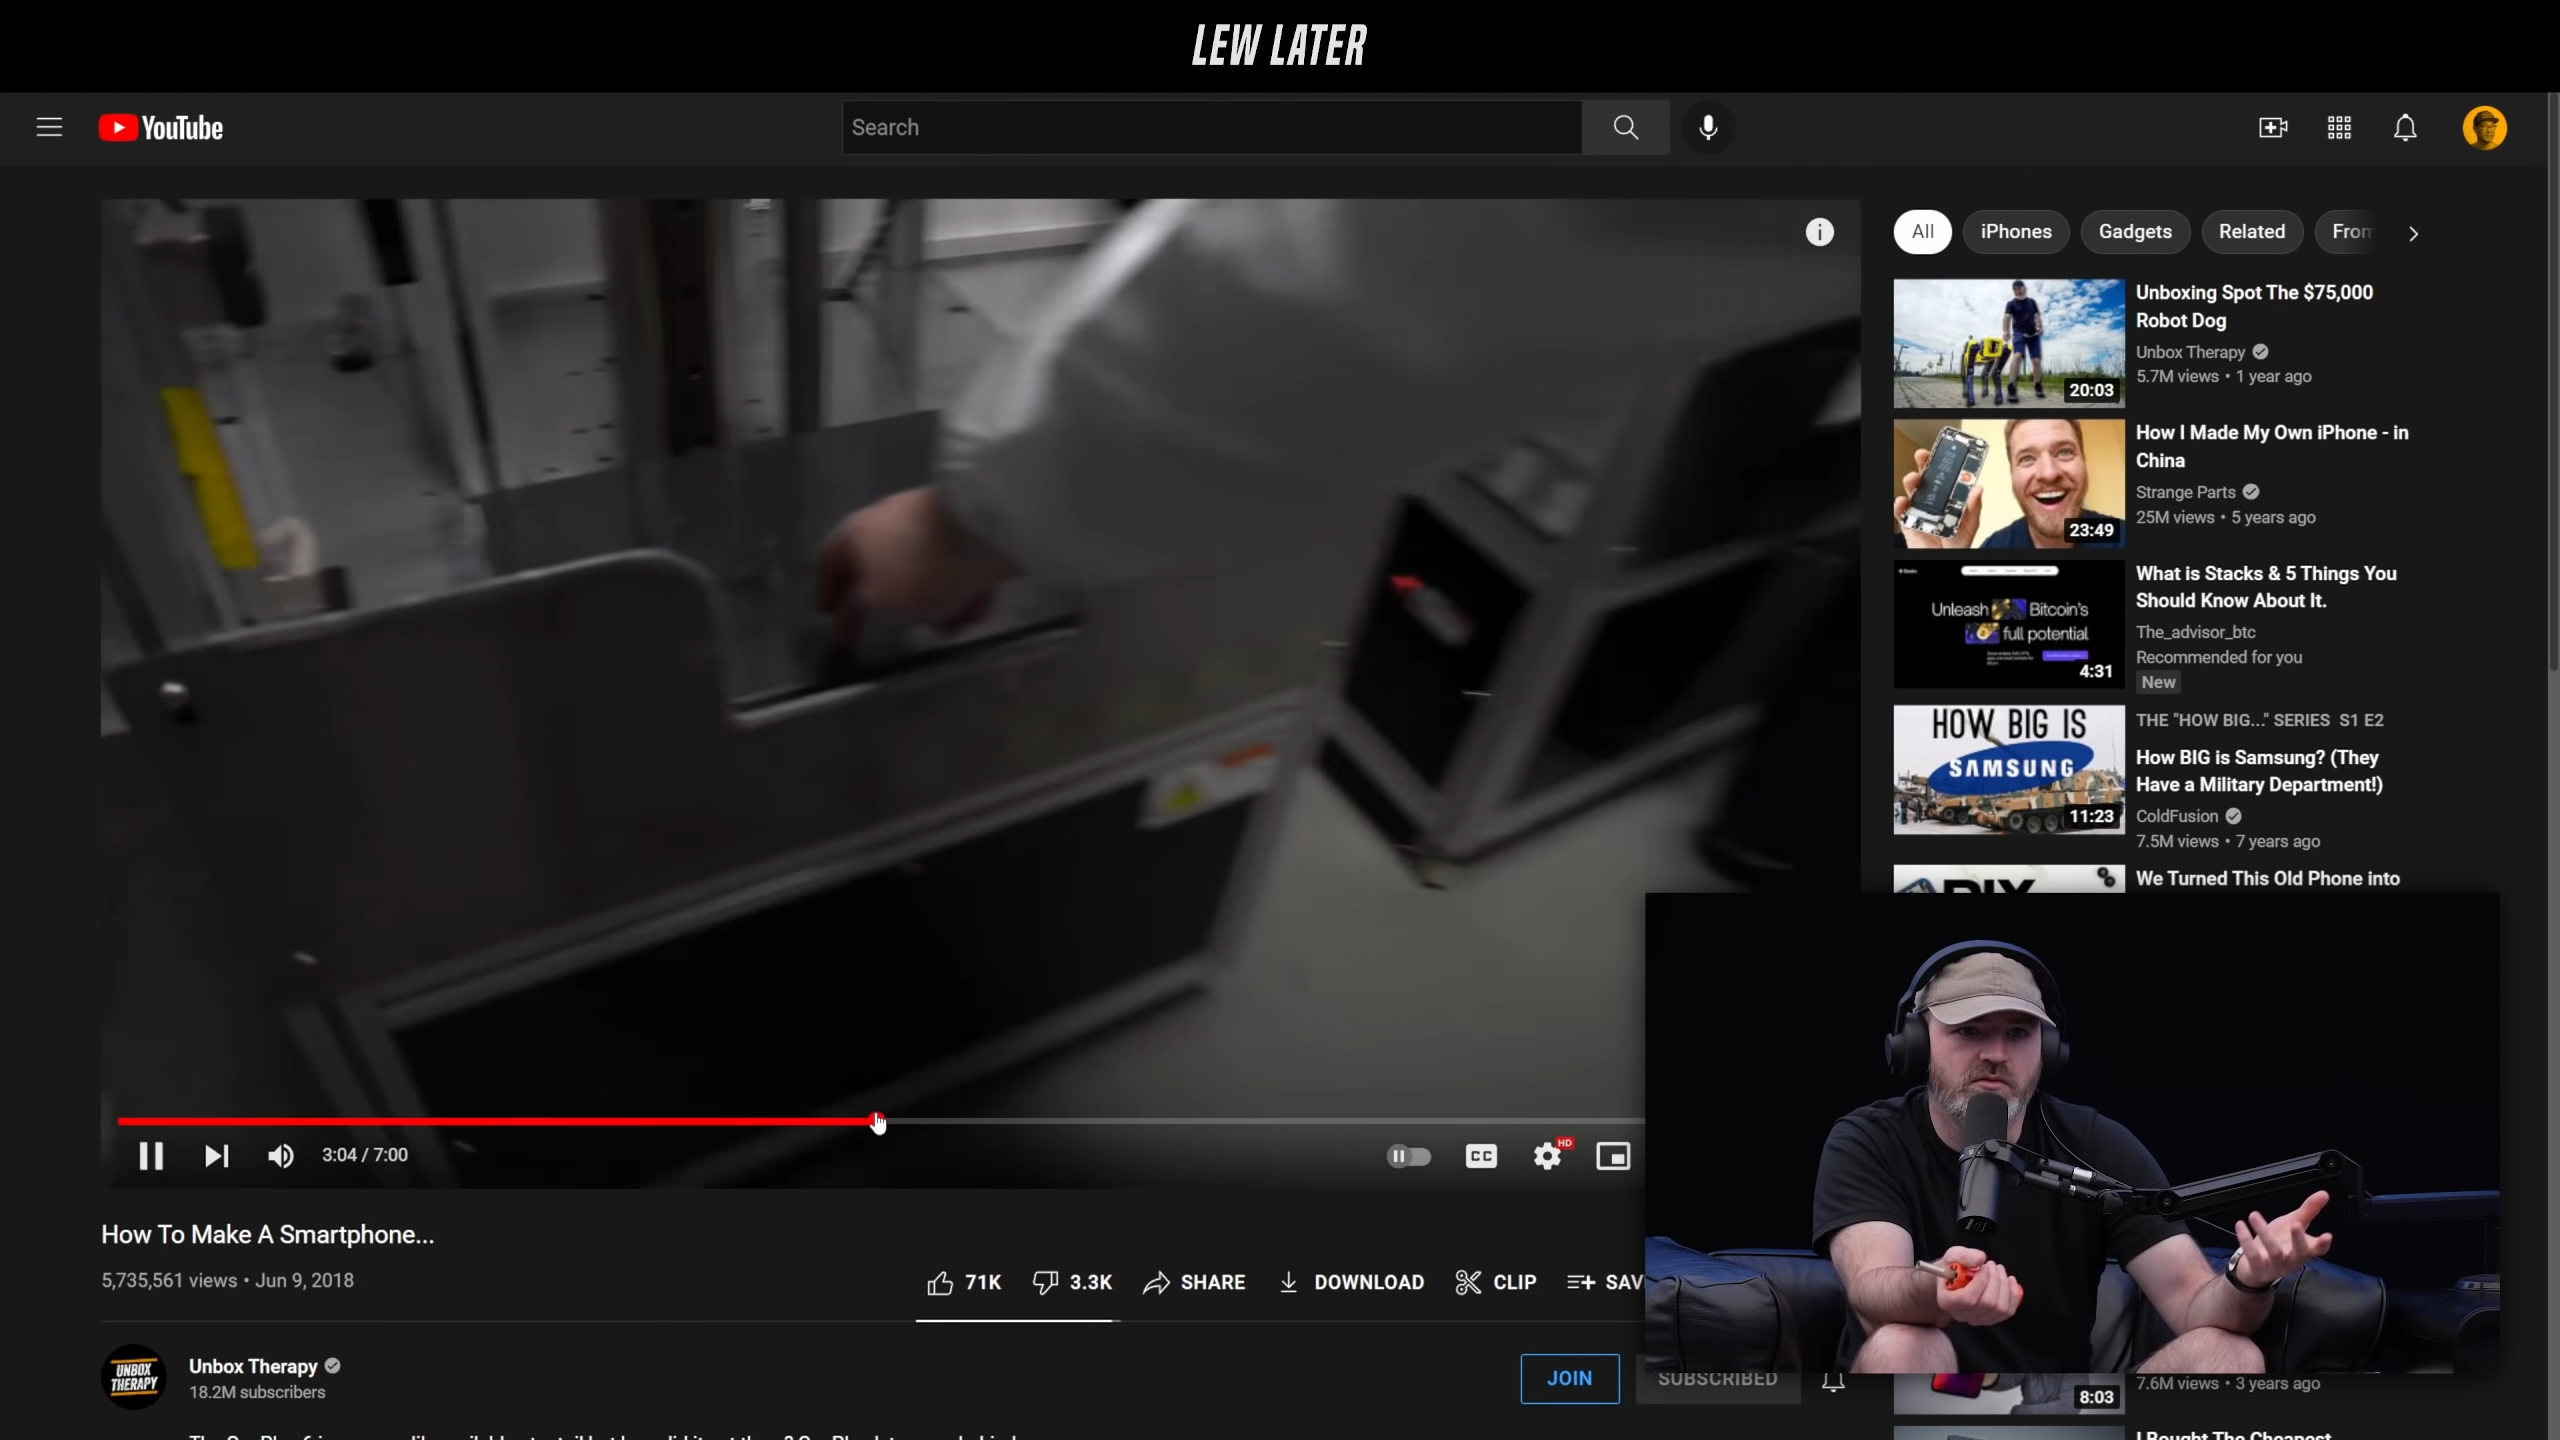 LEW LATER
YouTube
Search
All
iPhones
Gadgets
Related
From
Unboxing Spot The $75,000
Robot Dog
Unbox Therapy
5.7M views • 1 year ago
20:03
How I Made My Own iPhone - in
China
Strange Parts
25M views • 5 years ago
23:49
Unleash Bitcoin's
full potential
4:31
What is Stacks & 5 Things You
Should Know About It.
The_advisor_btc
Recommended for you
New
HOW BIG IS
SAMSUNG
11:23
THE "HOW BIG..." SERIES S1 E2
How BIG is Samsung? (They
Have a Military Department!)
ColdFusion
7.5M views • 7 years ago
We Turned This Old Phone into
3:04 / 7:00
CC
HD
How To Make A Smartphone...
5,735,561 views • Jun 9, 2018
71K
3.3K
SHARE
DOWNLOAD
CLIP
SAV
UNBOX
THERAPY
Unbox Therapy
18.2M subscribers
JOIN
SUBSCRIBED
8:03
7.6M views • 3 years ago
I Bought The Cheapest